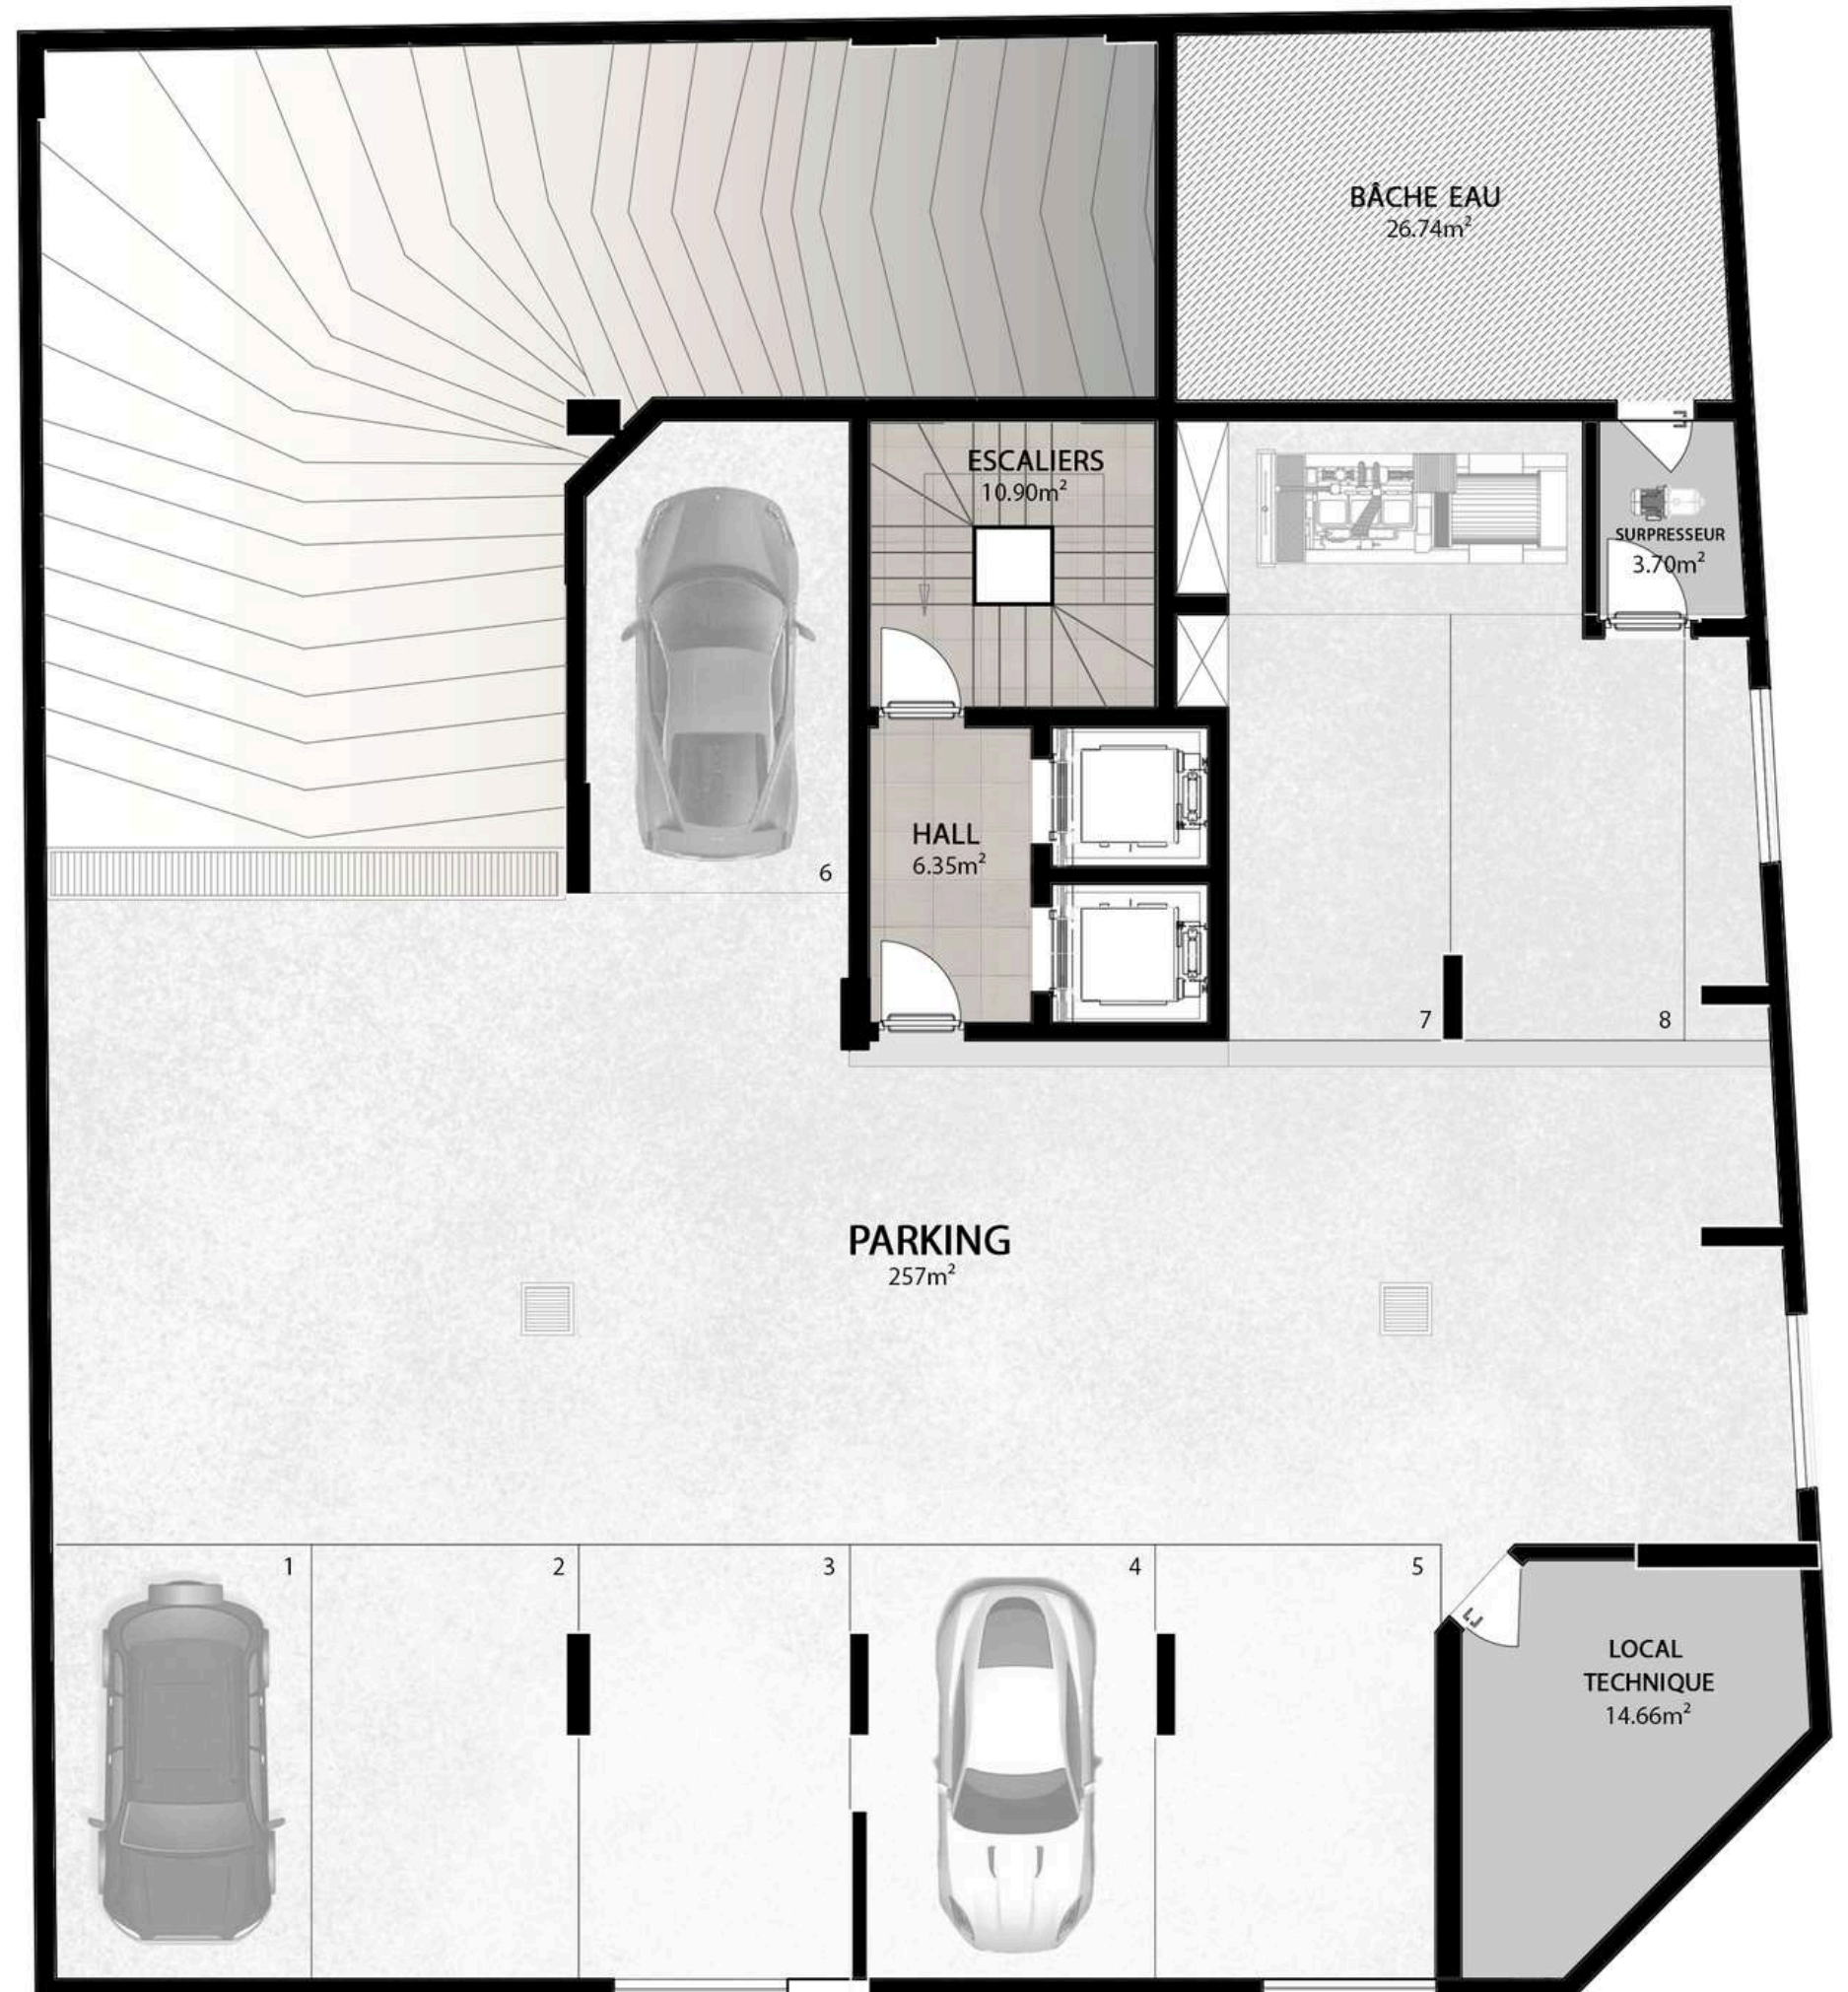 BÂCHE EAU
26.74m²
ESCALIERS
10.90m²
SURPRESSEUR
3.70m²
HALL
6.35m²
6
7
8
PARKING
257m²
1
2
3
4
5
LOCAL
TECHNIQUE
14.66m²